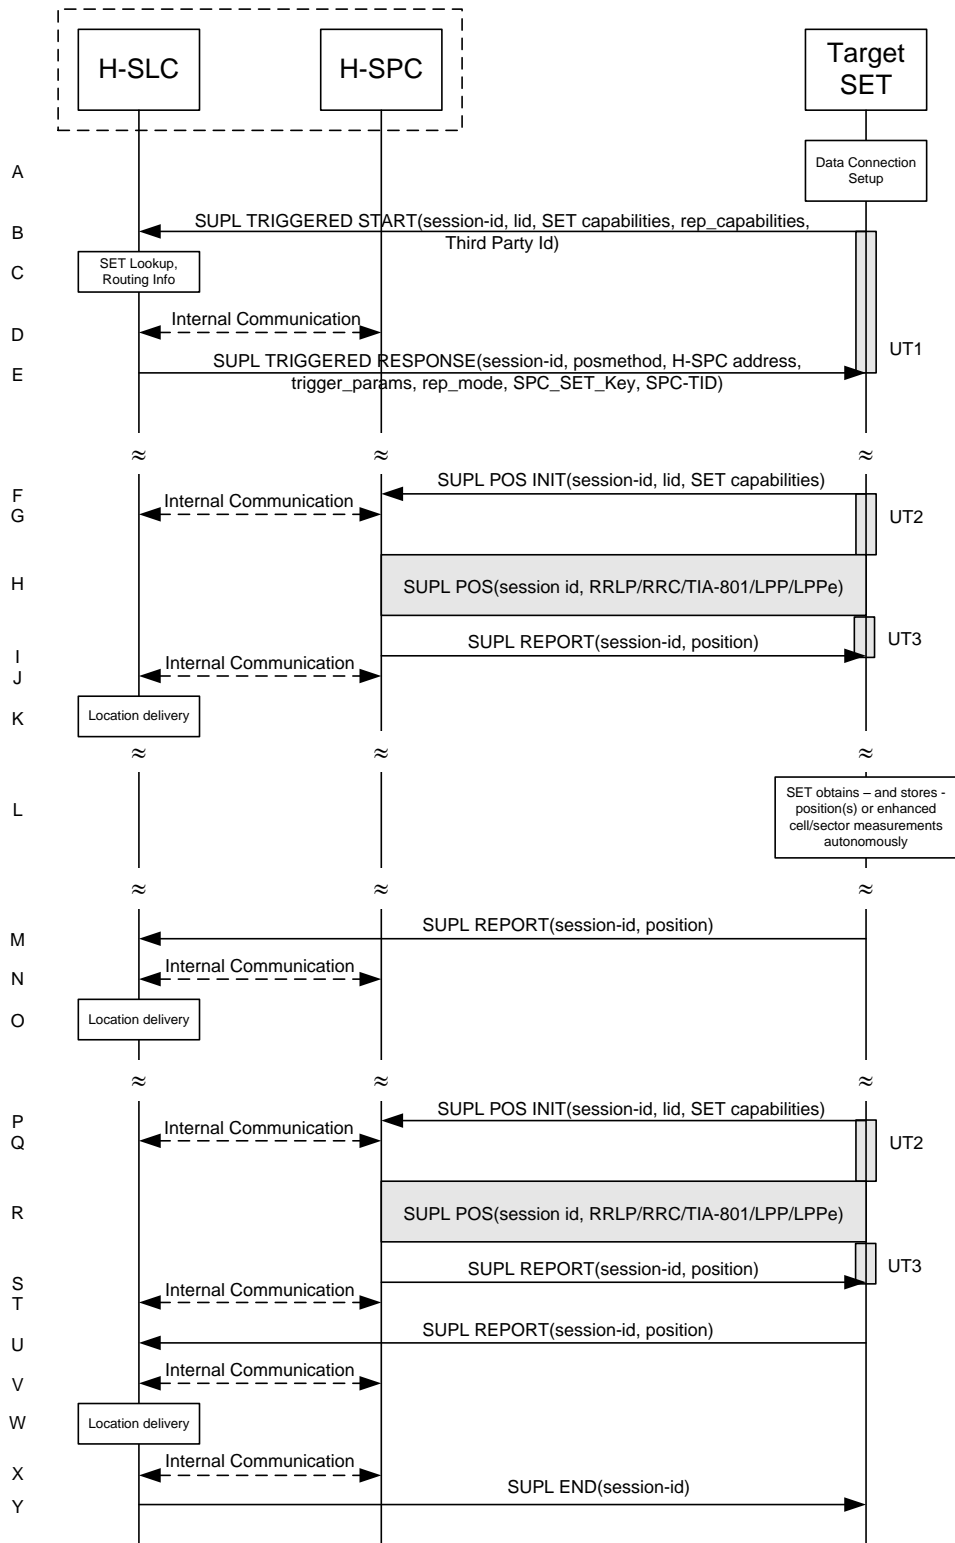 H-SLC
H-SPC
Target
SET
A
Data Connection
Setup
SUPL TRIGGERED START(session-id, lid, SET capabilities, rep_capabilities,
Third Party Id)
B
C
SET Lookup,
Routing Info
D
Internal Communication
UT1
E
SUPL TRIGGERED RESPONSE(session-id, posmethod, H-SPC address,
trigger_params, rep_mode, SPC_SET_Key, SPC-TID)
≈ ≈ ≈
F
SUPL POS INIT(session-id, lid, SET capabilities)
G
Internal Communication
UT2
H
SUPL POS(session id, RRLP/RRC/TIA-801/LPP/LPPe)
I
SUPL REPORT(session-id, position)
UT3
J
Internal Communication
K
Location delivery
≈ ≈ ≈
L
SET obtains – and stores -
position(s) or enhanced
cell/sector measurements
autonomously
≈ ≈ ≈
M
SUPL REPORT(session-id, position)
N
Internal Communication
O
Location delivery
≈ ≈ ≈
P
SUPL POS INIT(session-id, lid, SET capabilities)
Q
Internal Communication
UT2
R
SUPL POS(session id, RRLP/RRC/TIA-801/LPP/LPPe)
S
SUPL REPORT(session-id, position)
UT3
T
Internal Communication
U
SUPL REPORT(session-id, position)
V
Internal Communication
W
Location delivery
X
Internal Communication
Y
SUPL END(session-id)